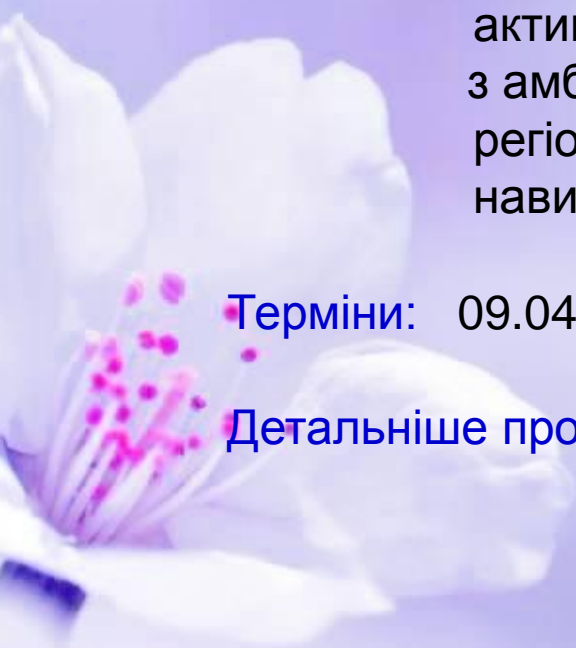 акти
з амб
регіо
нави
Терміни: 09.04
Детальніше про